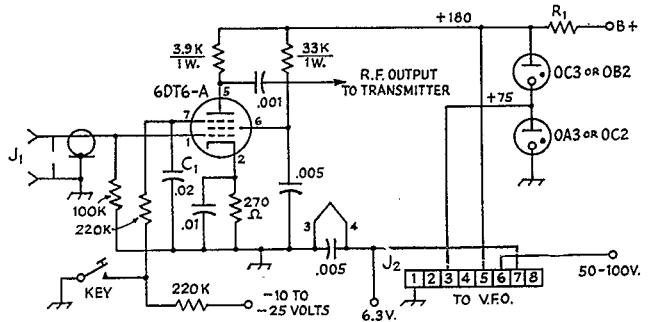 +180
R1
B+
3.9K
1W.
33K
1W.
5
.001
R.F. OUTPUT
TO TRANSMITTER
OC3 OR OB2
6DT6-A
7
1
6
2
+75
OA3 OR OC2
J1
C1
.02
.005
100K
220K
.01
270
Ω
3
4
.005
J2
1 2 3 4 5 6 7 8
TO V.F.O.
50-100V.
KEY
220K
-10 TO
-25 VOLTS
6.3V.